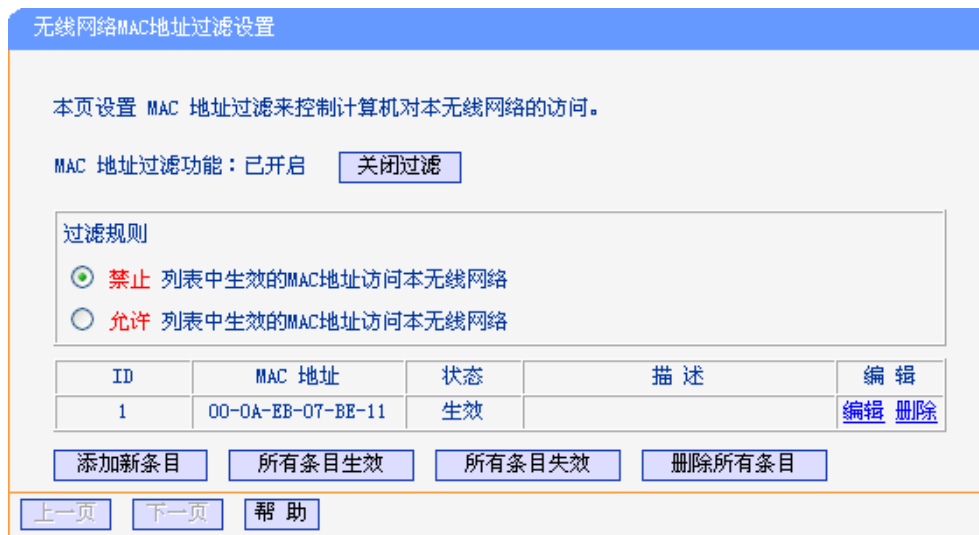 无线网络MAC地址过滤设置
本页设置 MAC 地址过滤来控制计算机对本无线网络的访问。
MAC 地址过滤功能：已开启 关闭过滤
过滤规则
禁止 列表中生效的MAC地址访问本无线网络
允许 列表中生效的MAC地址访问本无线网络
ID MAC 地址 状态 描 述 编 辑
1 00-0A-EB-07-BE-11 生效 编辑 删除
添加新条目 所有条目生效 所有条目失效 删除所有条目
上一页 下一页 帮 助